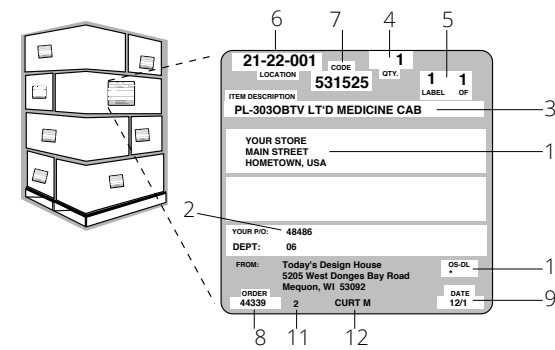 6
7
4
5
21-22-001
LOCATION
CODE
531525
1
QTY.
1 1
LABEL OF
ITEM DESCRIPTION
PL-303OBTV LT'D MEDICINE CAB
3
YOUR STORE
MAIN STREET
HOMETOWN, USA
1
2
YOUR P/O: 48486
DEPT: 06
FROM: Today's Design House
5205 West Donges Bay Road
Mequon, WI 53092
OS-DL
*
1
ORDER
44339
2
CURT M
DATE
12/1
9
8
11
12